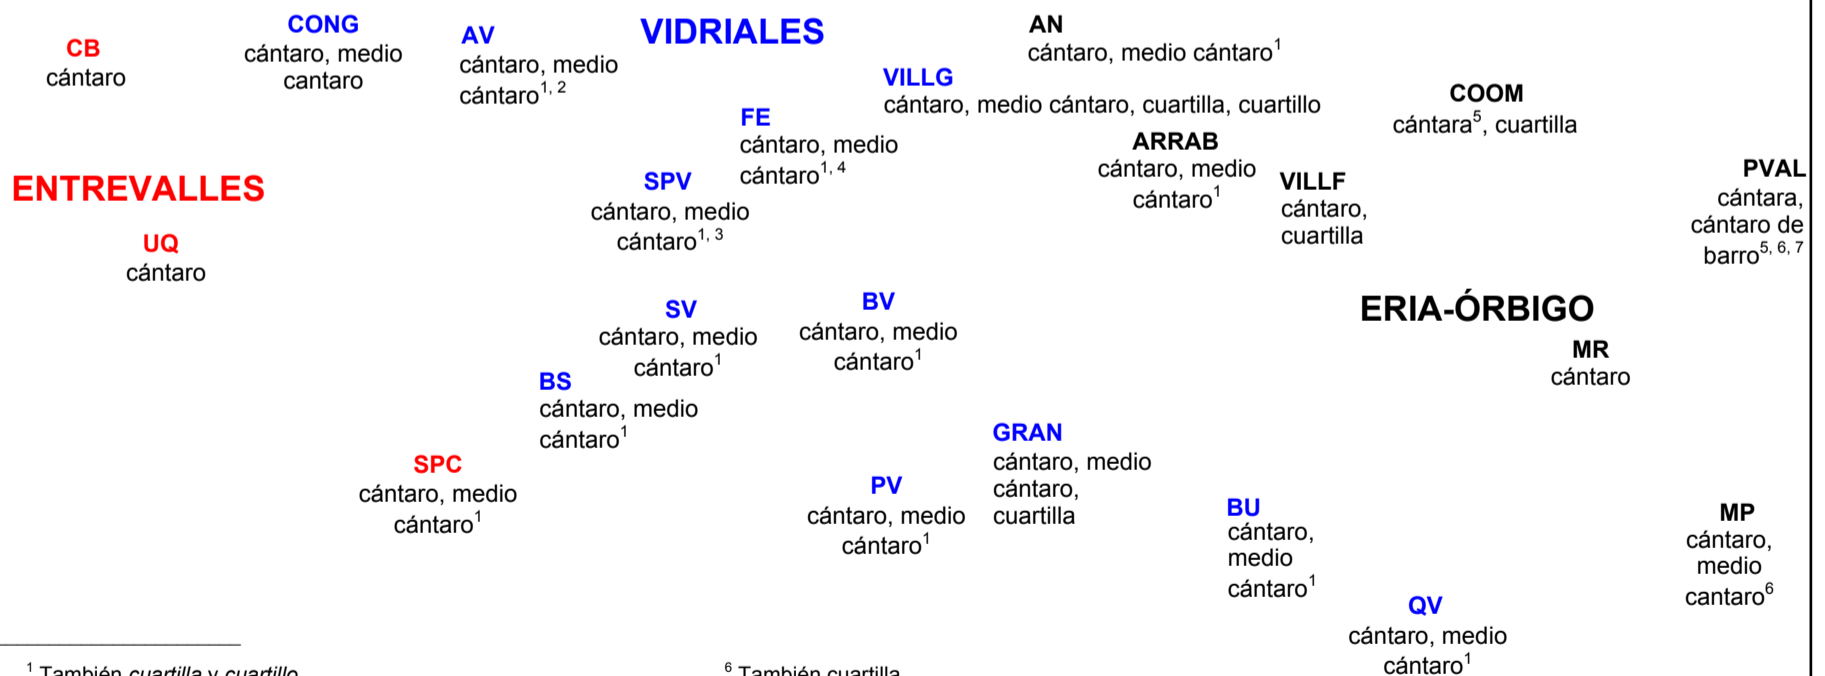 CB
cántaro
CONG
cántaro, medio
cantaro
AV
cántaro, medio
cántaro1, 2
VIDRIALES
AN
cántaro, medio cántaro1
VILLG
cántaro, medio cántaro, cuartilla, cuartillo
COOM
cántara5, cuartilla
FE
cántaro, medio
cántaro1, 4
ARRAB
cántaro, medio
cántaro1
VILLF
cántaro,
cuartilla
PVAL
cántara,
cántaro de
barro5, 6, 7
ENTREVALLES
SPV
cántaro, medio
cántaro1, 3
UQ
cántaro
SV
cántaro, medio
cántaro1
BV
cántaro, medio
cántaro1
ERIA-ÓRBIGO
MR
cántaro
BS
cántaro, medio
cántaro1
GRAN
cántaro, medio
cántaro,
cuartilla
SPC
cántaro, medio
cántaro1
PV
cántaro, medio
cántaro1
BU
cántaro,
medio
cántaro1
MP
cántaro,
medio
cantaro6
QV
cántaro, medio
cántaro1
1 También cuartilla y cuartillo
6 También cuartilla